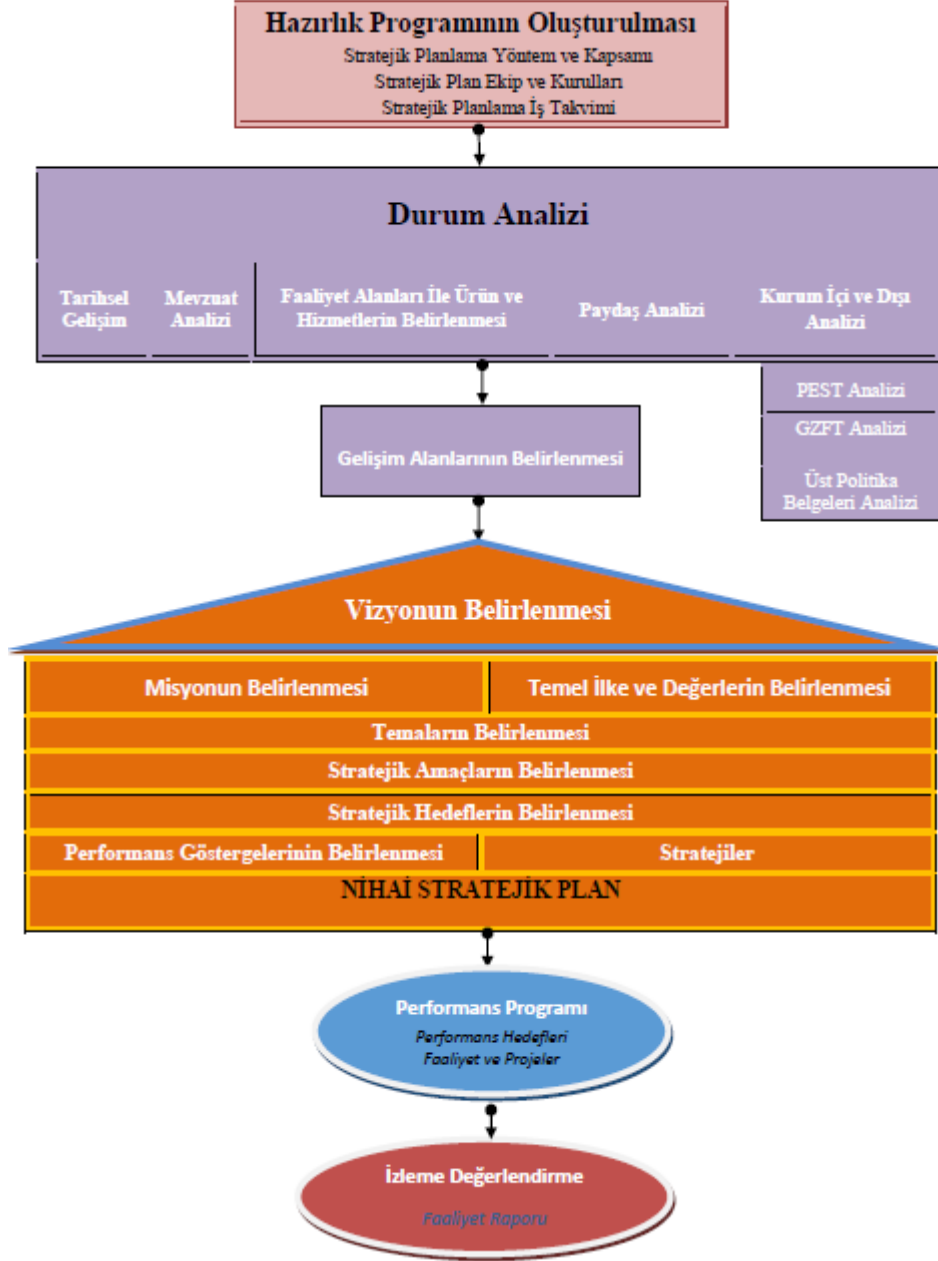 Hazırlık Programının Oluşturulması
Stratejik Planlama Yöntem ve Kapsamı
Stratejik Plan Ekip ve Kurulları
Stratejik Planlama İş Takvimi
Durum Analizi
Tarihsel
Gelişim
Mevzuat
Analizi
Faaliyet Alanları İle Ürün ve
Hizmetlerin Belirlenmesi
Paydaş Analizi
Kurum İçi ve Dışı
Analizi
PEST Analizi
GZFT Analizi
Üst Politika
Belgeleri Analizi
Gelişim Alanlarının Belirlenmesi
Vizyonun Belirlenmesi
Misyonun Belirlenmesi
Temel İlke ve Değerlerin Belirlenmesi
Temaların Belirlenmesi
Stratejik Amaçların Belirlenmesi
Stratejik Hedeflerin Belirlenmesi
Performans Göstergelerinin Belirlenmesi
Stratejiler
NİHAİ STRATEJİK PLAN
Performans Programı
Performans Hedefleri
Faaliyet ve Projeler
İzleme Değerlendirme
Faaliyet Raporu